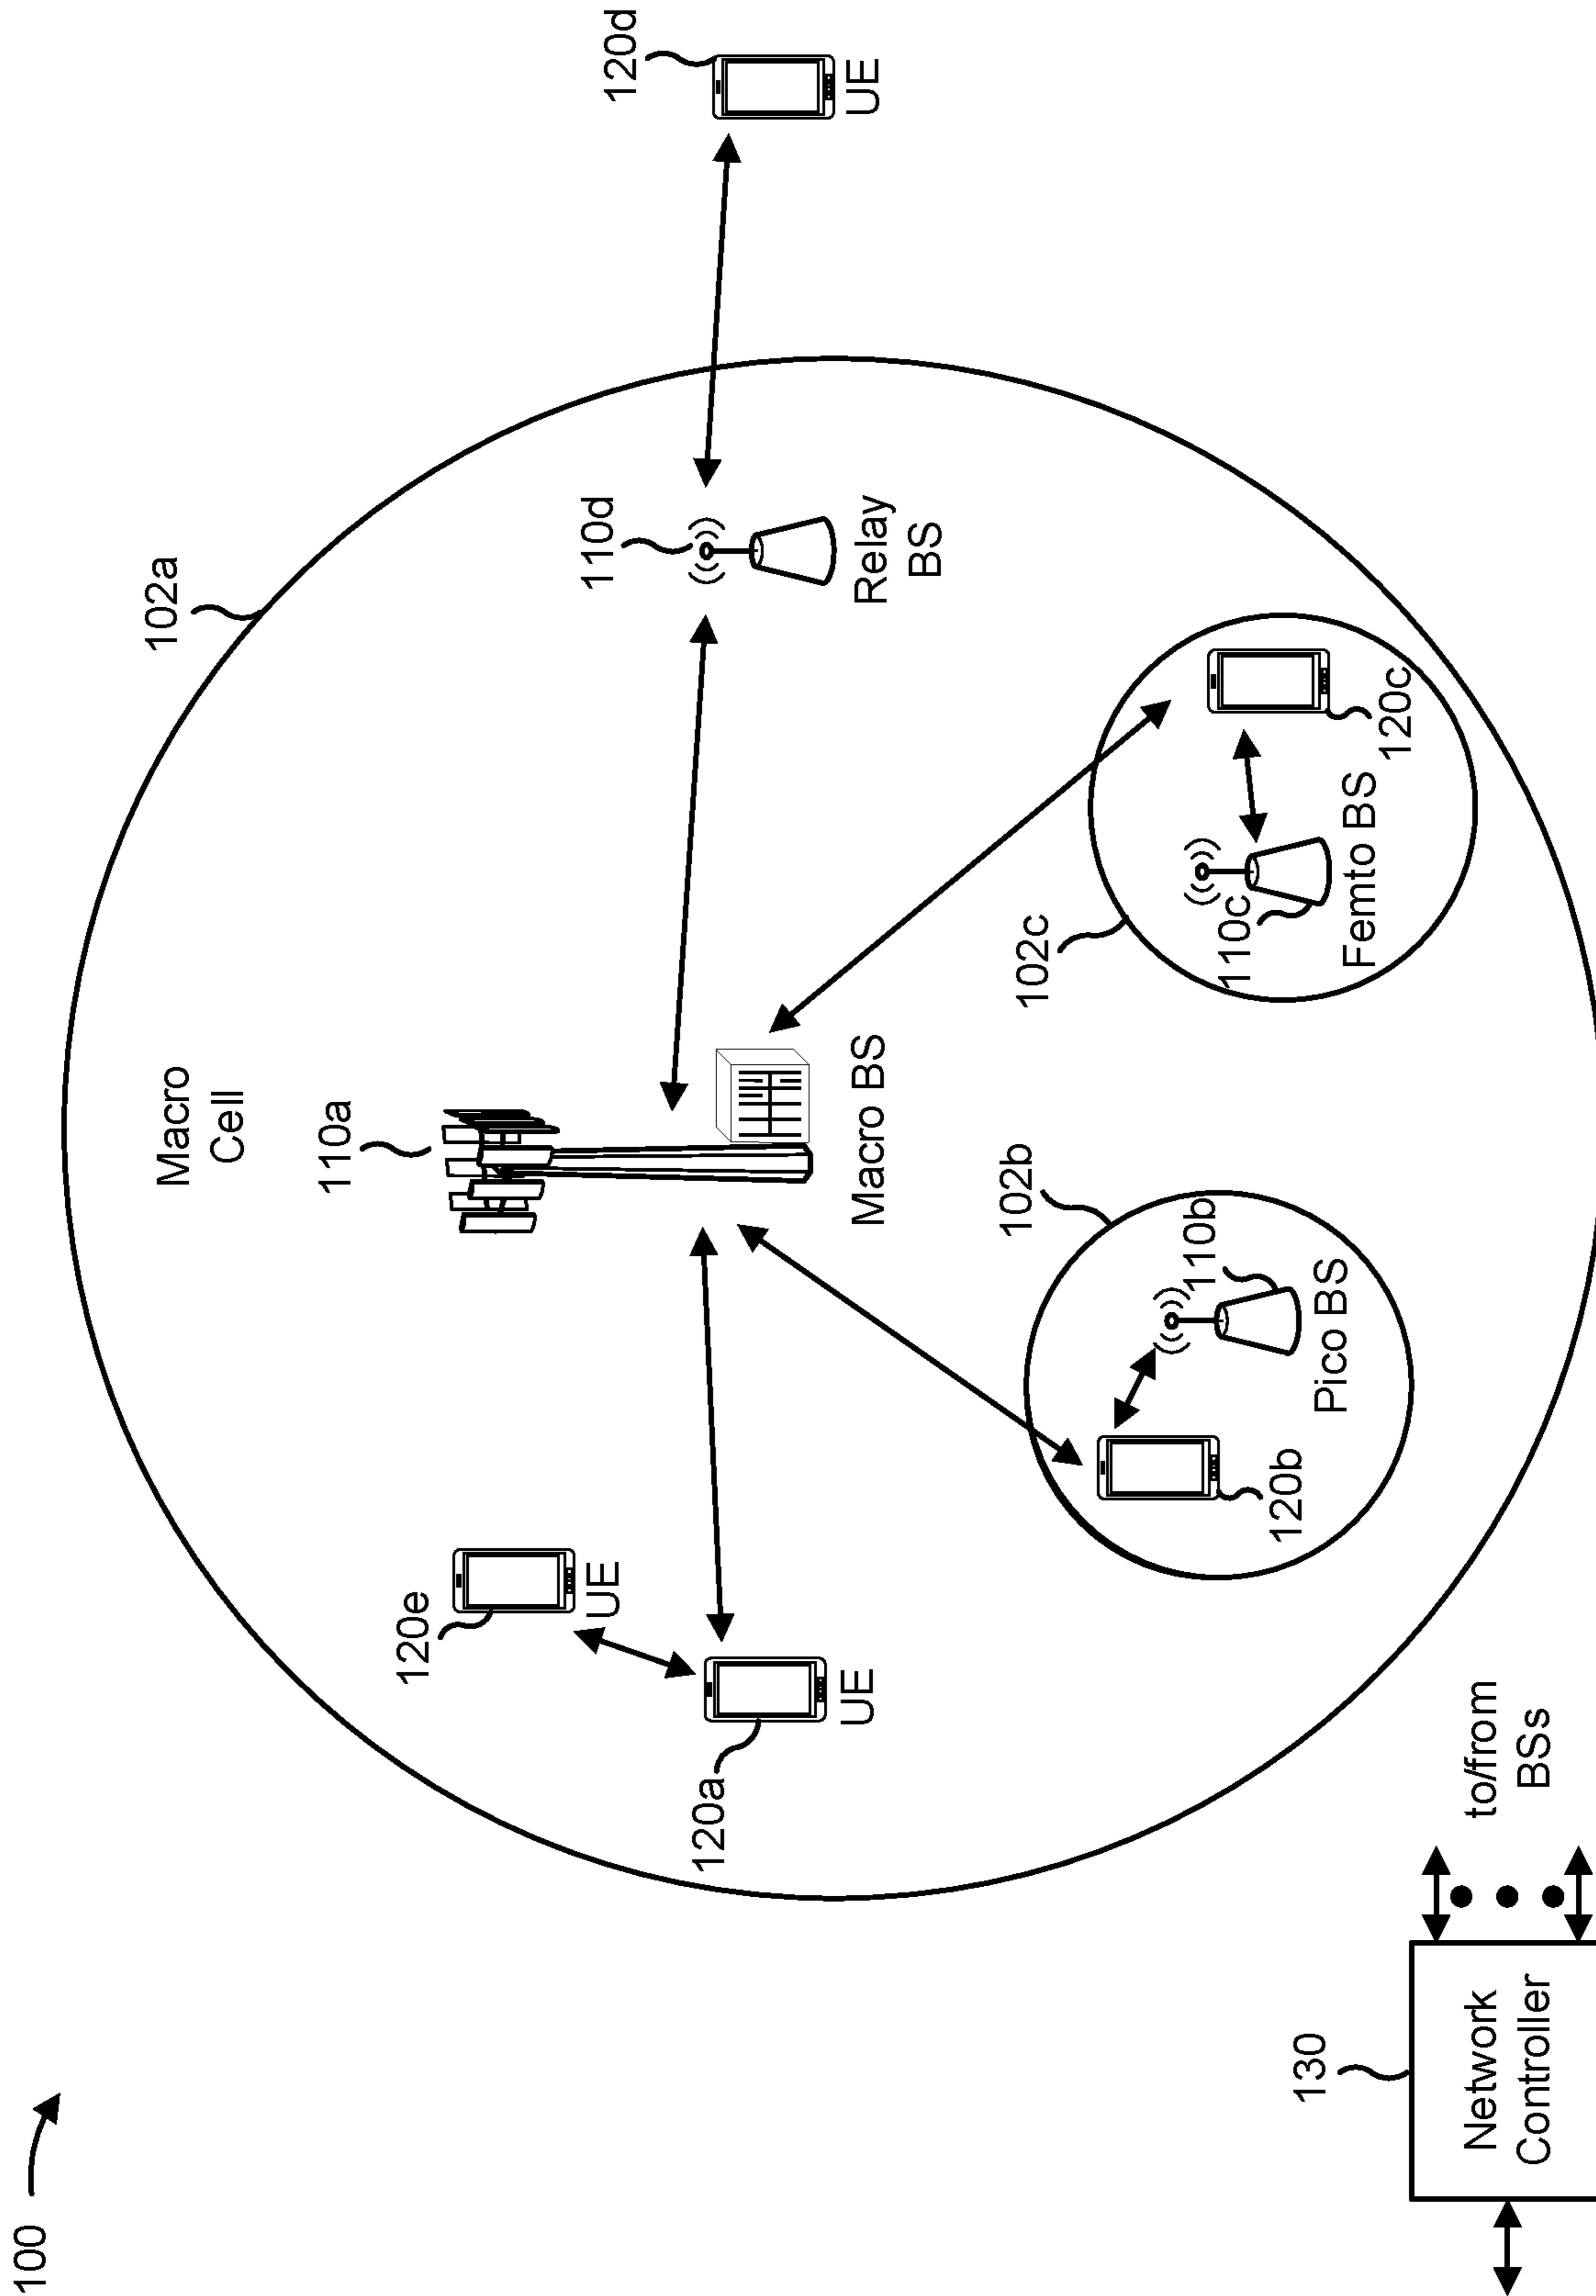 100
102a
Macro
Cell
110a
120d
UE
120e
UE
110d
Relay
BS
120a
UE
Macro BS
102b
102c
110b
Pico BS
120b
110c
Femto BS
120c
130
Network
Controller
to/from
BSs